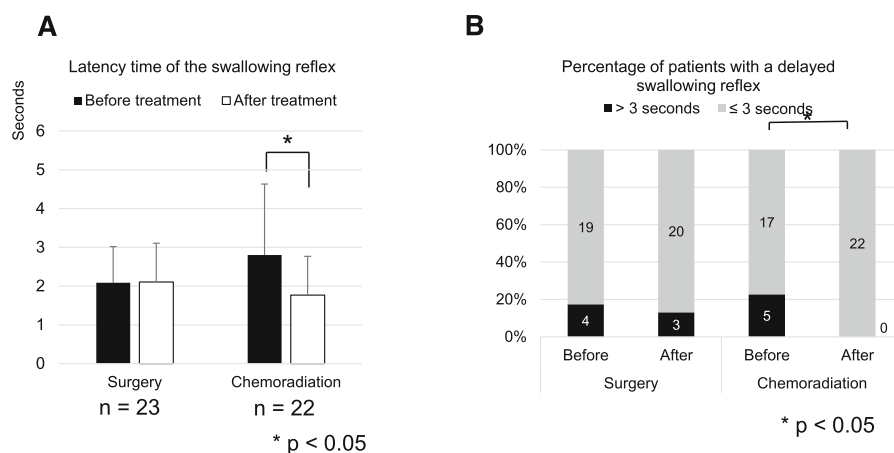 A
Latency time of the swallowing reflex
Seconds
■ Before treatment □ After treatment
6
5
4
3
2
1
0
*
Surgery
Chemoradiation
n = 23
n = 22
* p < 0.05
B
Percentage of patients with a delayed
swallowing reflex
■ > 3 seconds ■ ≤ 3 seconds
*
100%
80%
60%
40%
20%
0%
19
20
17
22
4
3
5
0
Before
After
Before
After
Surgery
Chemoradiation
* p < 0.05